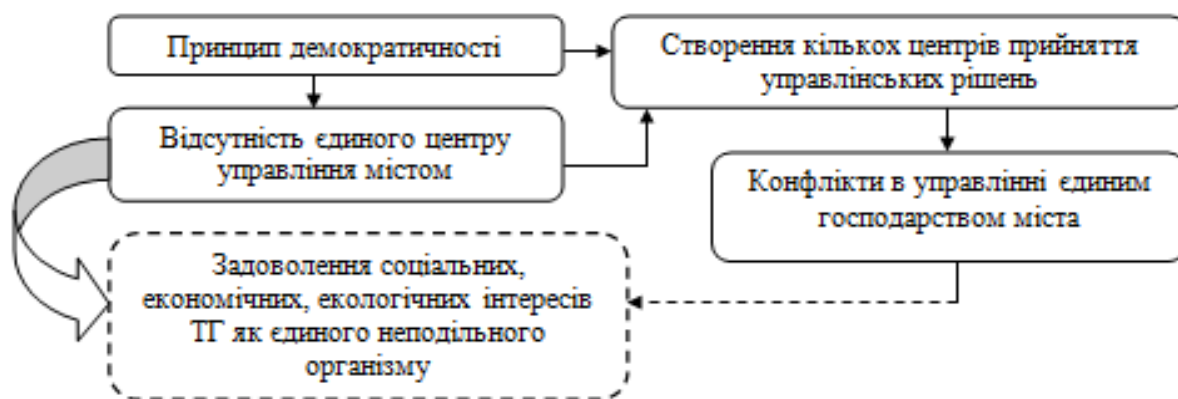 Принцип демократичності
Створення кількох центрів прийняття
управлінських рішень
Відсутність єдиного центру
управління містом
Конфлікти в управлінні єдиним
господарством міста
Задоволення соціальних,
економічних, екологічних інтересів
ТГ як єдиного неподільного
організму